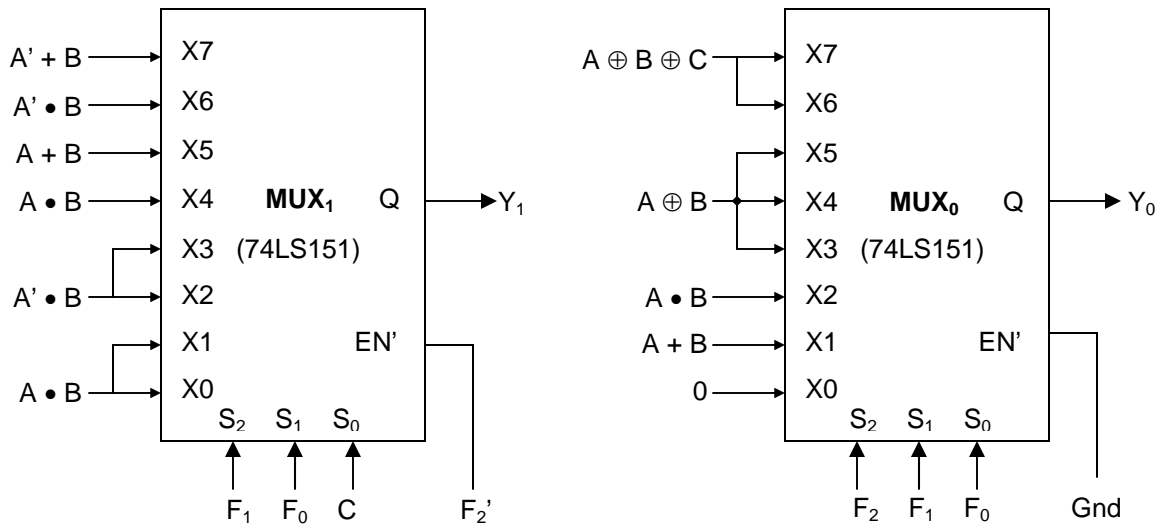 A’ + B
X7
A’ • B
X6
A + B
X5
A • B
X4
MUX₁
Q
Y₁
X3
(74LS151)
A’ • B
X2
X1
EN’
A • B
X0
S₂
S₁
S₀
F₁
F₀
C
F₂’
A ⊕ B ⊕ C
X7
X6
X5
A ⊕ B
X4
MUX₀
Q
Y₀
X3
(74LS151)
A • B
X2
A + B
X1
EN’
0
X0
S₂
S₁
S₀
F₂
F₁
F₀
Gnd